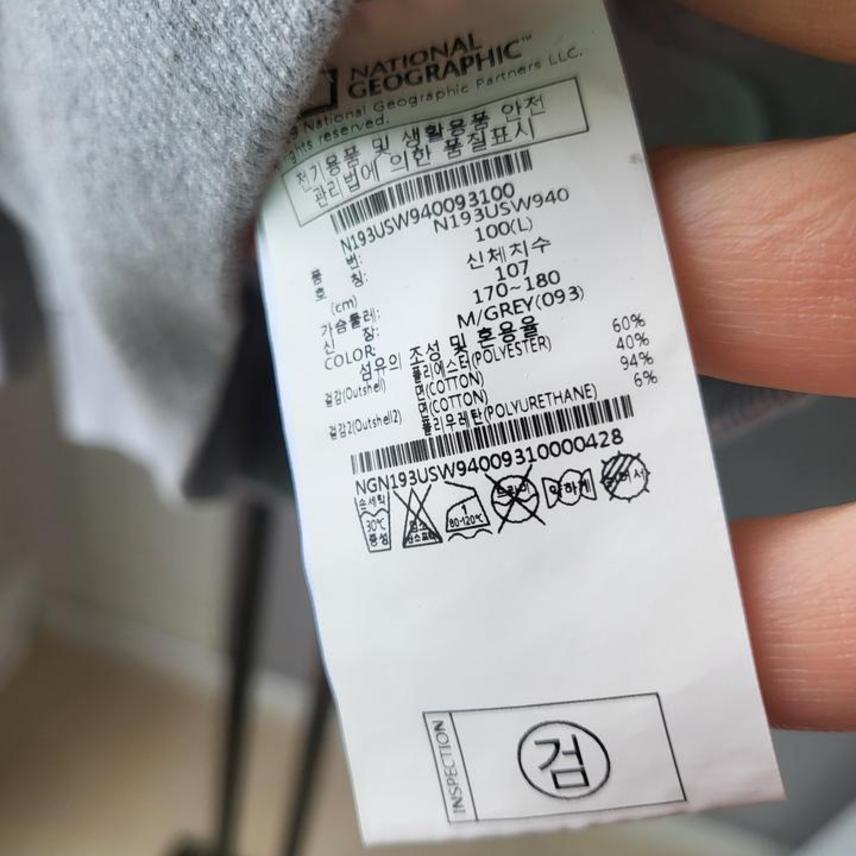 NATIONAL
GEOGRAPHIC™
National Geographic Partners LLC.
rights reserved.
전기용품 및 생활용품 안전
관리법에 의한 품질표시
N193USW940093100
품 번: N193USW940
호 칭: 100(L)
(cm) 신체치수
가슴둘레: 107
신 장: 170~180
COLOR: M/GREY(093)
섬유의 조성 및 혼용율
겉감(Outshell) 폴리에스터(POLYESTER) 60%
면(COTTON) 40%
겉감2(Outshell2) 면(COTTON) 94%
폴리우레탄(POLYURETHANE) 6%
NGN193USW94009310000428
손세탁
30℃
중성
1
80-120℃
드라이
약하게
INSPECTION
검